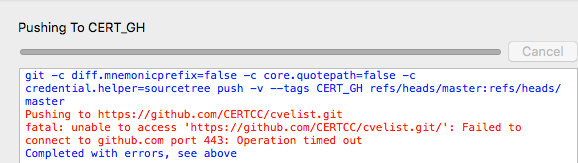 Pushing To CERT_GH
Cancel
git -c diff.mnemonicprefix=false -c core.quotepath=false -c
credential.helper=sourcetree push -v --tags CERT_GH refs/heads/master:refs/heads/
master
Pushing to https://github.com/CERTCC/cvelist.git
fatal: unable to access 'https://github.com/CERTCC/cvelist.git/': Failed to
connect to github.com port 443: Operation timed out
Completed with errors, see above